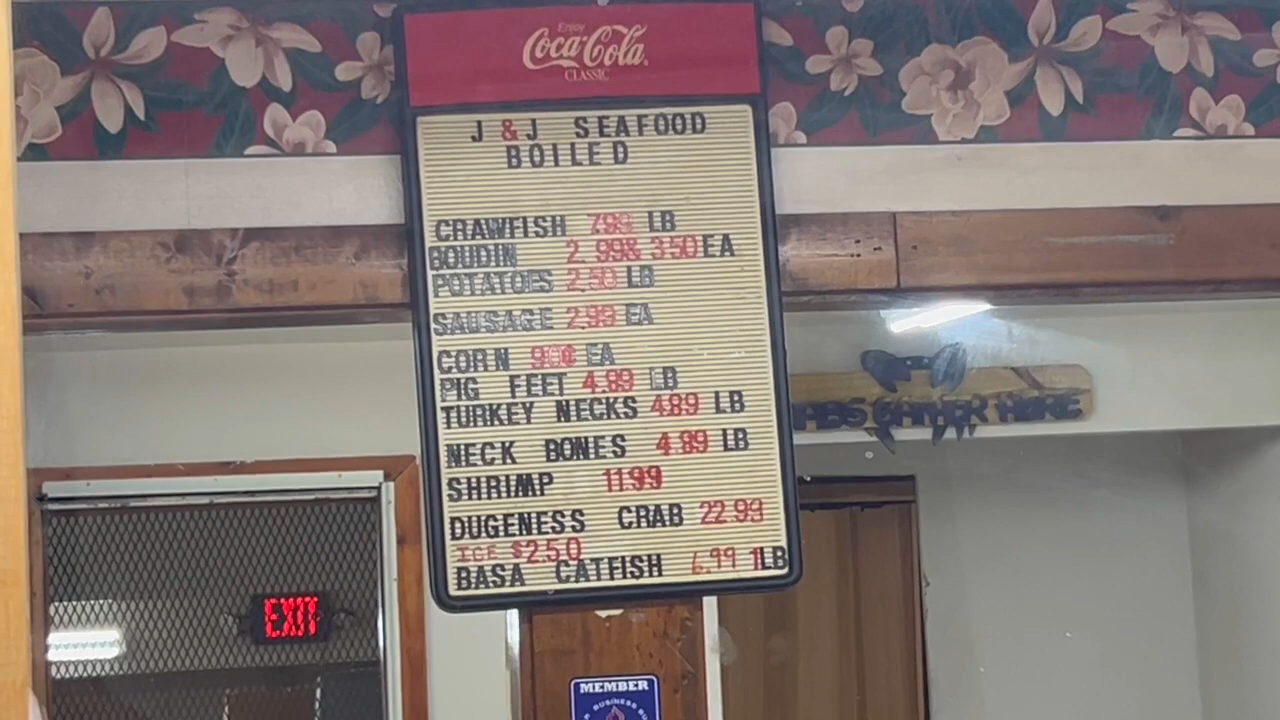 Enjoy
Coca-Cola
CLASSIC
J & J SEAFOOD
BOILED
CRAWFISH 7.99 LB
BOUDIN 2.99& 3.50 EA
POTATOES 2.50 LB
SAUSAGE 2.99 EA
CORN 90¢ EA
PIG FEET 4.89 LB
TURKEY NECKS 4.89 LB
NECK BONES 4.89 LB
SHRIMP 11.99
DUGENESS CRAB 22.99
ICE $2.50
BASA CATFISH 6.99 1LB
HERE
EXIT
MEMBER
BUSINESS